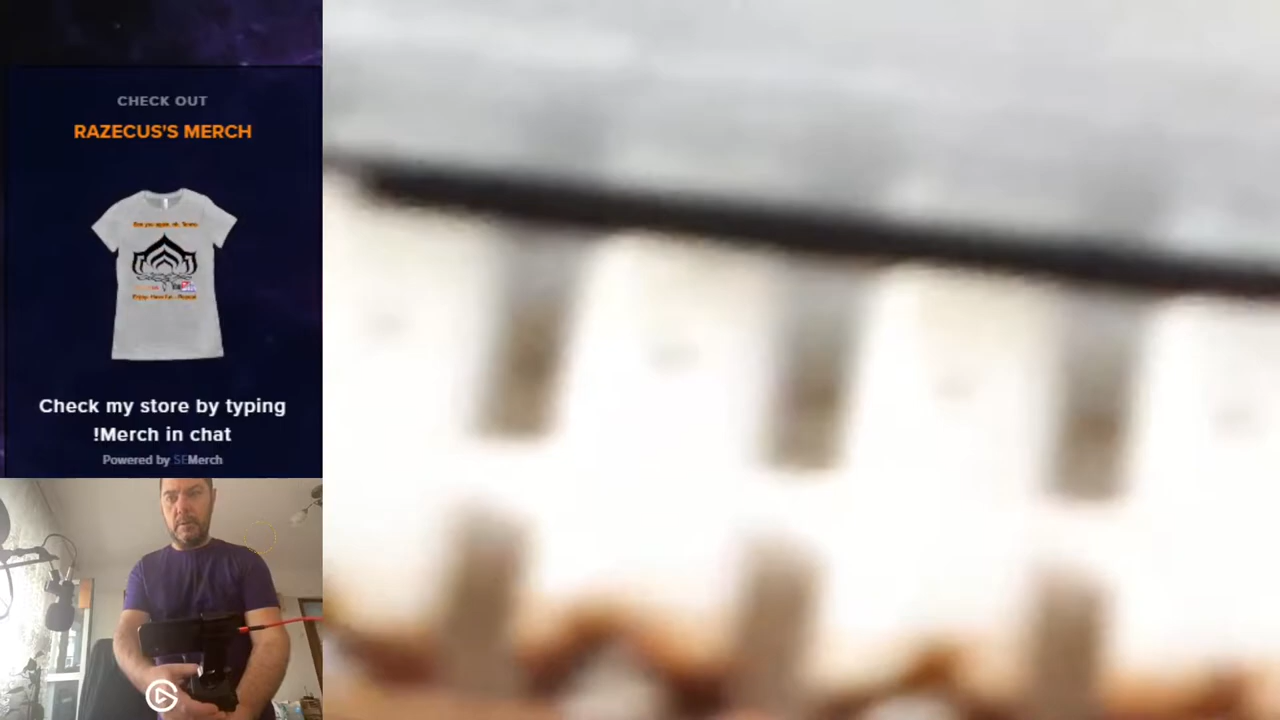 CHECK OUT
RAZECUS'S MERCH
Check my store by typing
!Merch in chat
Powered by SEMerch